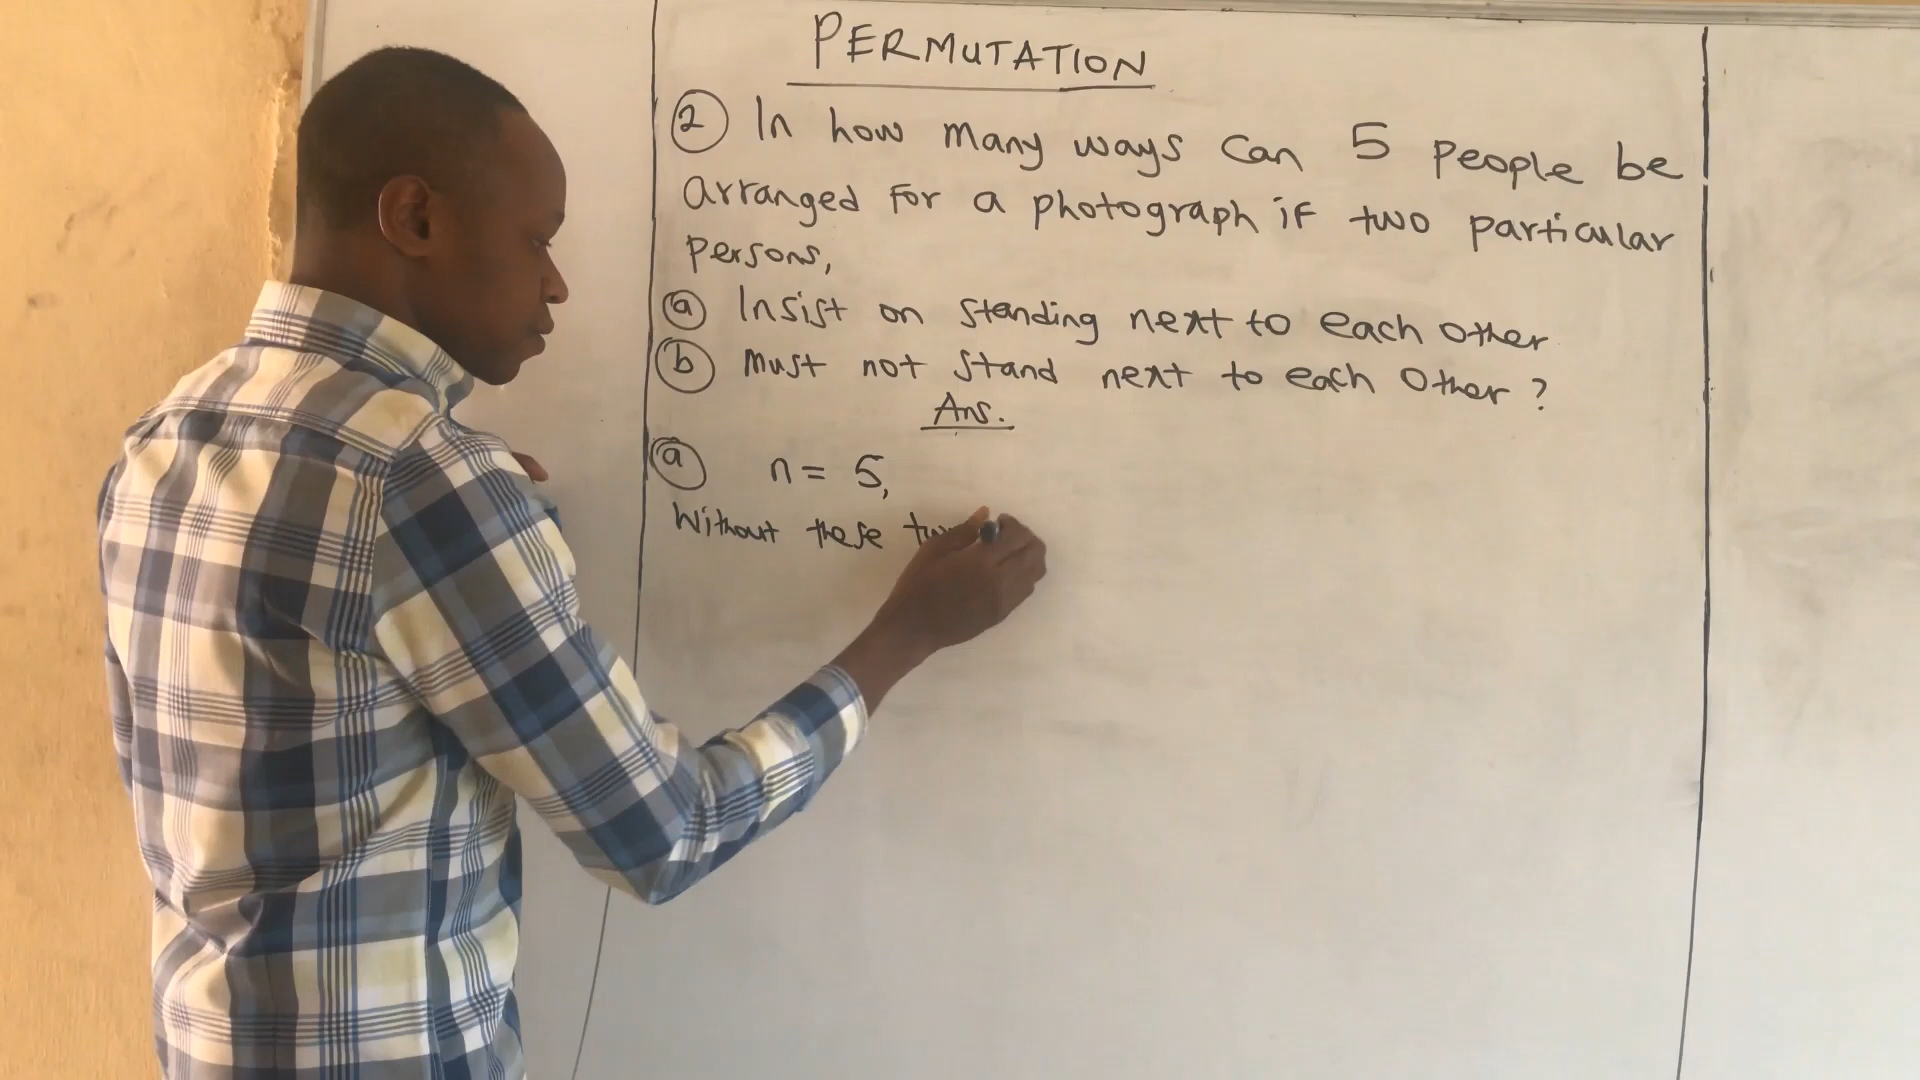 PERMUTATION
2 In how many ways can 5 people be
arranged for a photograph if two particular
persons,
a Insist on standing next to each other
b must not stand next to each other?
Ans.
a n = 5,
Without these